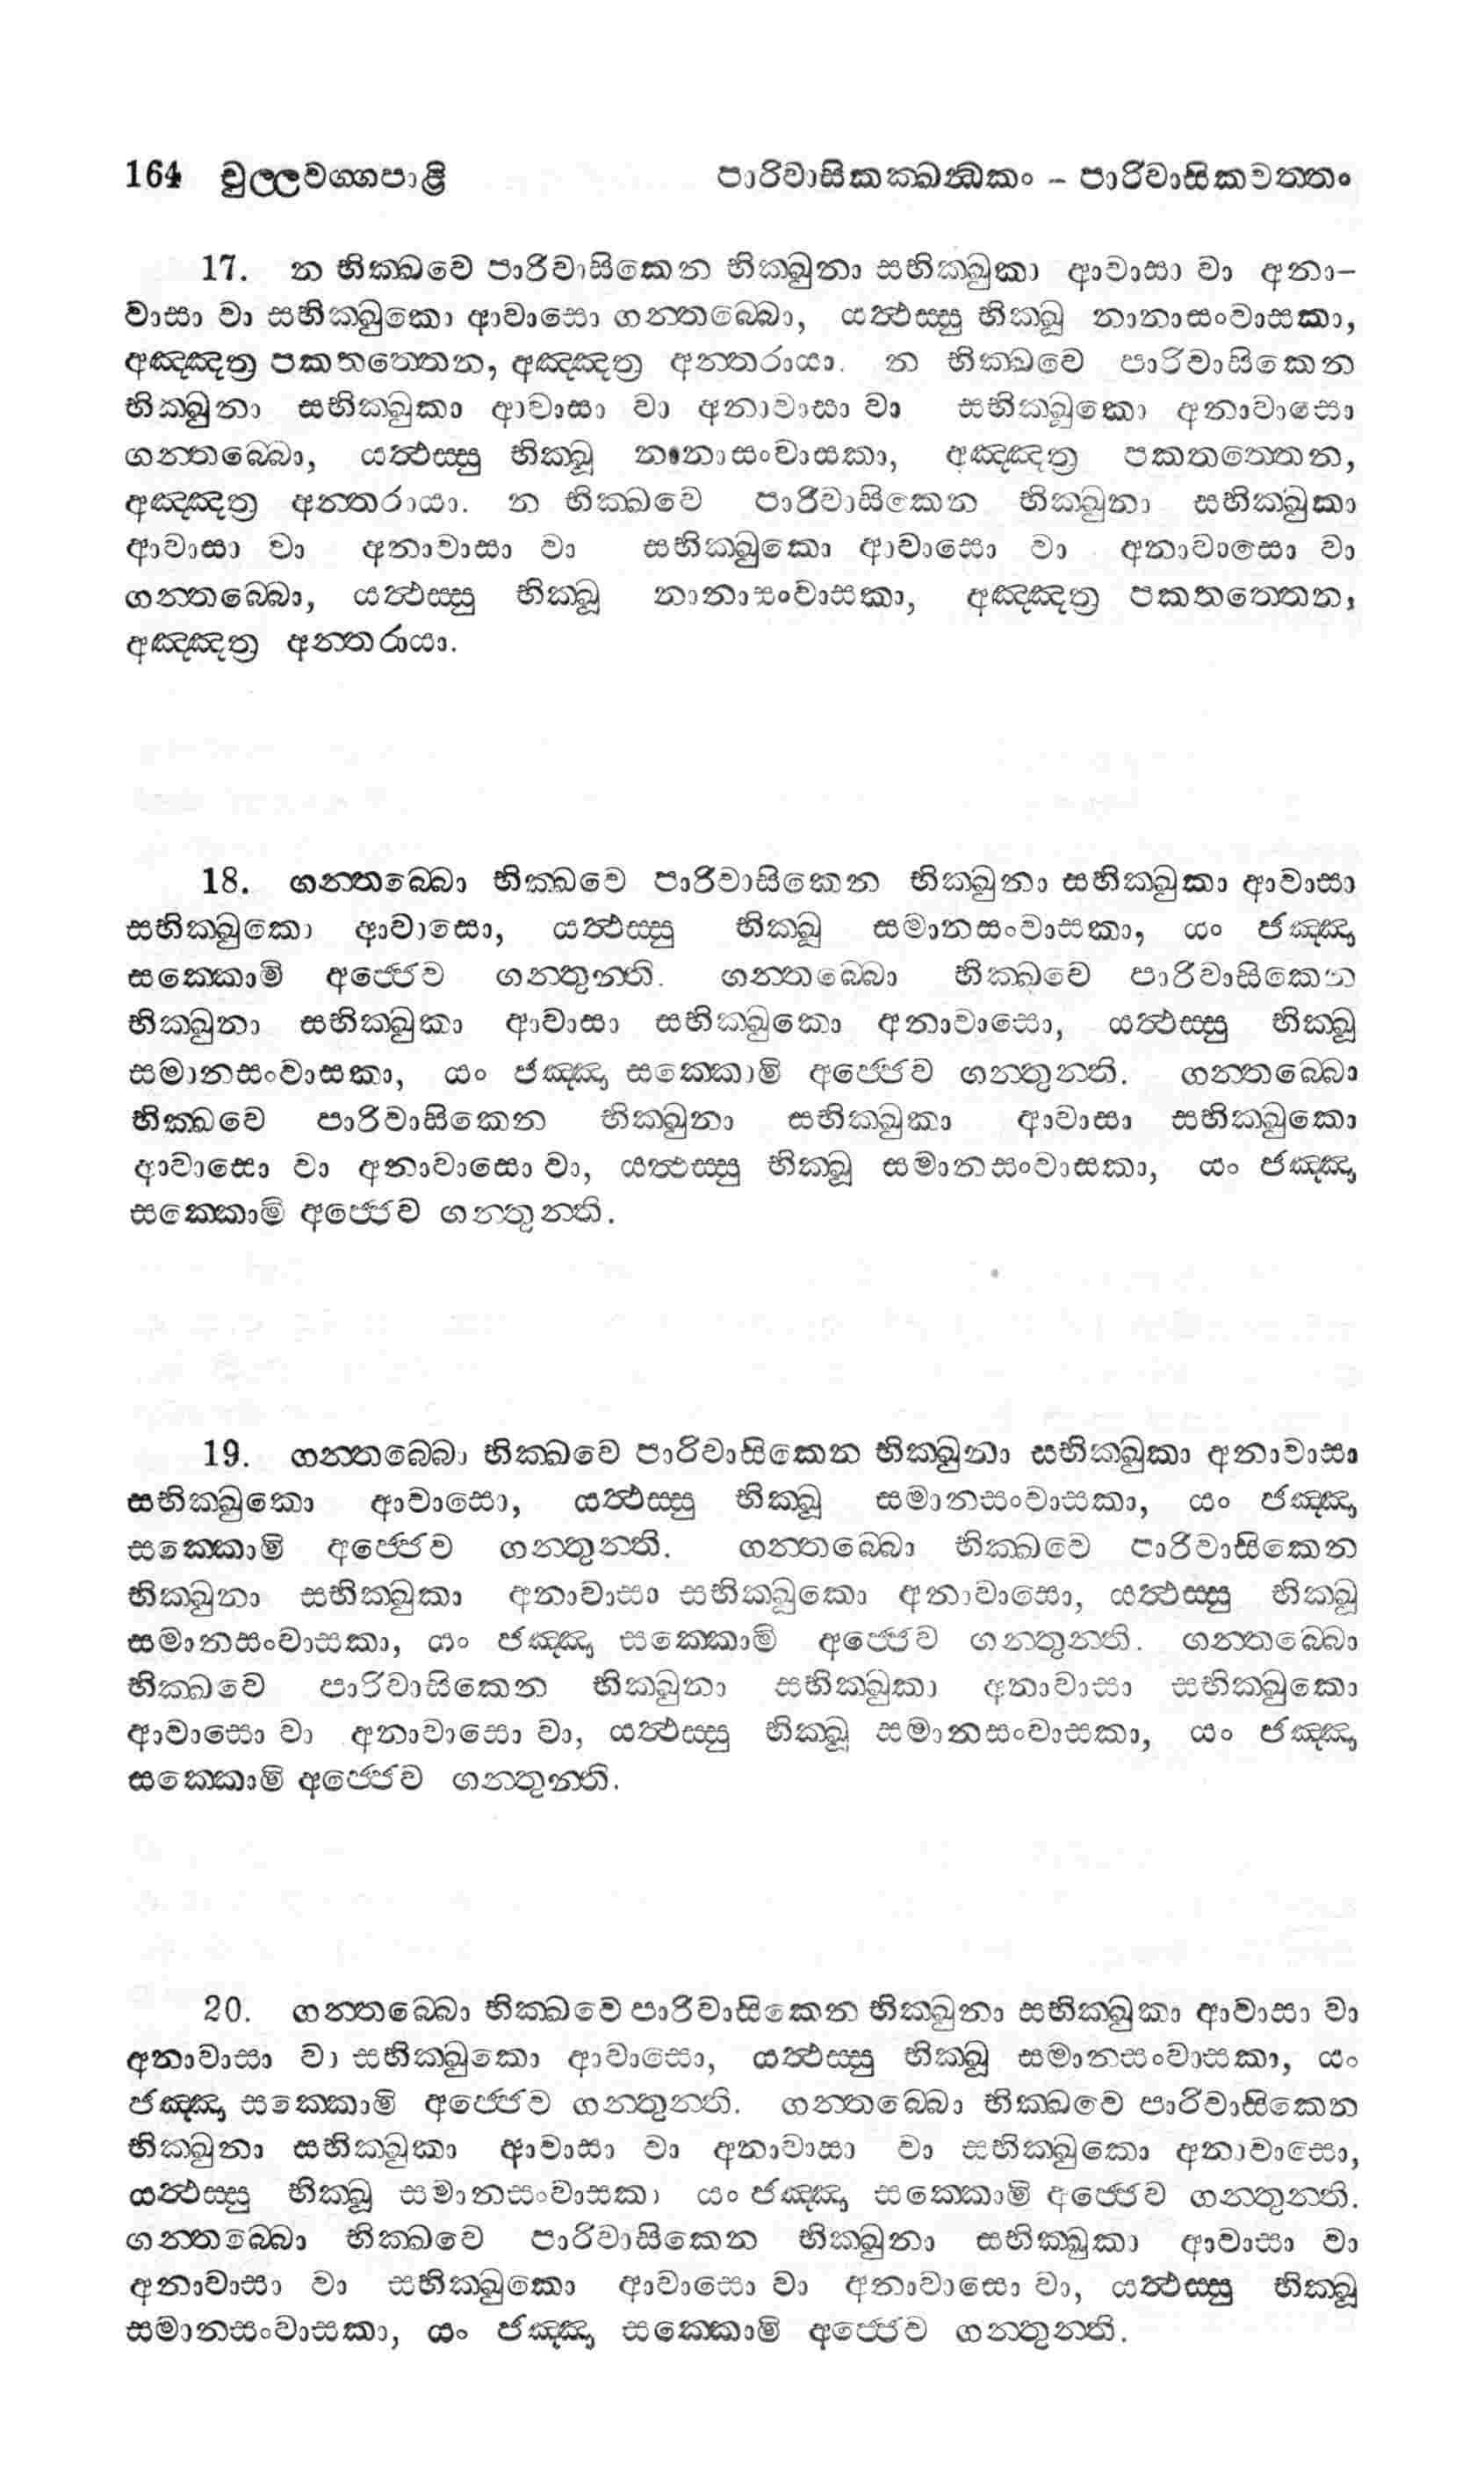 164 චුල්ලවග්ගපාළි පාරිවාසිකක්ඛන්ධකං - පාරිවාසිකවත්තං
17. න භික්ඛවෙ පාරිවාසිකෙන භික්ඛුනා සභික්ඛුකා ආවාසා වා අනා-
වාසා වා සභික්ඛුකො ආවාසො ගන්තබ්බො, යත්ථස්සු භික්ඛූ නානාසංවාසකා,
අඤ්ඤත්‍ර පකතත්තෙන, අඤ්ඤත්‍ර අන්තරායා. න භික්ඛවෙ පාරිවාසිකෙන
භික්ඛුනා සභික්ඛුකා ආවාසා වා අනාවාසා වා සභික්ඛුකො අනාවාසො
ගන්තබ්බො, යත්ථස්සු භික්ඛූ නානාසංවාසකා, අඤ්ඤත්‍ර පකතත්තෙන,
අඤ්ඤත්‍ර අන්තරායා. න භික්ඛවෙ පාරිවාසිකෙන භික්ඛුනා සභික්ඛුකා
ආවාසා වා අනාවාසා වා සභික්ඛුකො ආවාසො වා අනාවාසො වා
ගන්තබ්බො, යත්ථස්සු භික්ඛූ නානාසංවාසකා, අඤ්ඤත්‍ර පකතත්තෙන,
අඤ්ඤත්‍ර අන්තරායා.
18. ගන්තබ්බො භික්ඛවෙ පාරිවාසිකෙන භික්ඛුනා සභික්ඛුකා ආවාසා
සභික්ඛුකො ආවාසො, යත්ථස්සු භික්ඛූ සමානසංවාසකා, යං ජඤ්ඤා
සක්කොමි අජ්ජෙව ගන්තුන්ති. ගන්තබ්බො භික්ඛවෙ පාරිවාසිකෙන
භික්ඛුනා සභික්ඛුකා ආවාසා සභික්ඛුකො අනාවාසො, යත්ථස්සු භික්ඛූ
සමානසංවාසකා, යං ජඤ්ඤා සක්කොමි අජ්ජෙව ගන්තුන්ති. ගන්තබ්බො
භික්ඛවෙ පාරිවාසිකෙන භික්ඛුනා සභික්ඛුකා ආවාසා සභික්ඛුකො
ආවාසො වා අනාවාසො වා, යත්ථස්සු භික්ඛූ සමානසංවාසකා, යං ජඤ්ඤා
සක්කොමි අජ්ජෙව ගන්තුන්ති.
19. ගන්තබ්බො භික්ඛවෙ පාරිවාසිකෙන භික්ඛුනා සභික්ඛුකා අනාවාසා
සභික්ඛුකො ආවාසො, යත්ථස්සු භික්ඛූ සමානසංවාසකා, යං ජඤ්ඤා
සක්කොමි අජ්ජෙව ගන්තුන්ති. ගන්තබ්බො භික්ඛවෙ පාරිවාසිකෙන
භික්ඛුනා සභික්ඛුකා අනාවාසා සභික්ඛුකො අනාවාසො, යත්ථස්සු භික්ඛූ
සමානසංවාසකා, යං ජඤ්ඤා සක්කොමි අජ්ජෙව ගන්තුන්ති. ගන්තබ්බො
භික්ඛවෙ පාරිවාසිකෙන භික්ඛුනා සභික්ඛුකා අනාවාසා සභික්ඛුකො
ආවාසො වා අනාවාසො වා, යත්ථස්සු භික්ඛූ සමානසංවාසකා, යං ජඤ්ඤා
සක්කොමි අජ්ජෙව ගන්තුන්ති.
20. ගන්තබ්බො භික්ඛවෙ පාරිවාසිකෙන භික්ඛුනා සභික්ඛුකා ආවාසා වා
අනාවාසා වා සභික්ඛුකො ආවාසො, යත්ථස්සු භික්ඛූ සමානසංවාසකා, යං
ජඤ්ඤා සක්කොමි අජ්ජෙව ගන්තුන්ති. ගන්තබ්බො භික්ඛවෙ පාරිවාසිකෙන
භික්ඛුනා සභික්ඛුකා ආවාසා වා අනාවාසා වා සභික්ඛුකො අනාවාසො,
යත්ථස්සු භික්ඛූ සමානසංවාසකා යං ජඤ්ඤා සක්කොමි අජ්ජෙව ගන්තුන්ති.
ගන්තබ්බො භික්ඛවෙ පාරිවාසිකෙන භික්ඛුනා සභික්ඛුකා ආවාසා වා
අනාවාසා වා සභික්ඛුකො ආවාසො වා අනාවාසො වා, යත්ථස්සු භික්ඛූ
සමානසංවාසකා, යං ජඤ්ඤා සක්කොමි අජ්ජෙව ගන්තුන්ති.